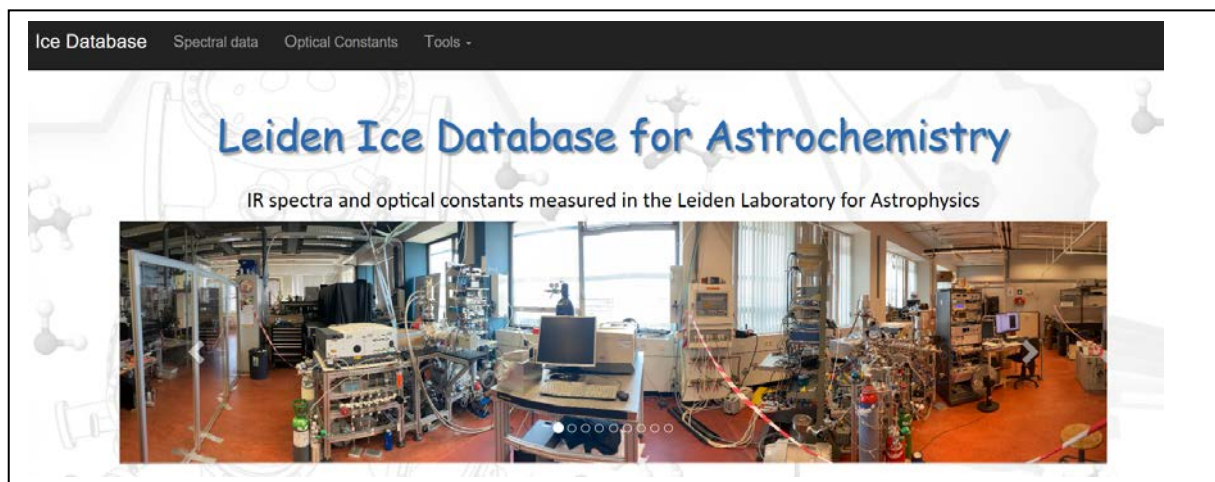 Ice Database Spectral data Optical Constants Tools
Leiden Ice Database for Astrochemistry
IR spectra and optical constants measured in the Leiden Laboratory for Astrophysics